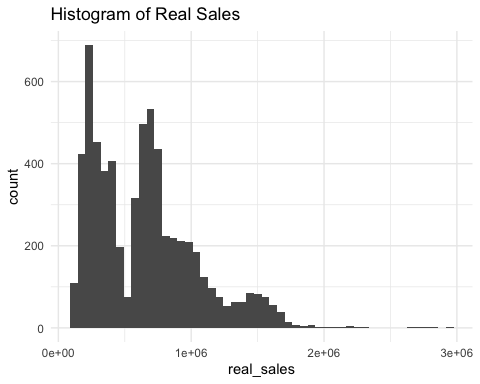 Histogram of Real Sales
600
400
200
0
count
0e+00 1e+06 2e+06 3e+06
real_sales